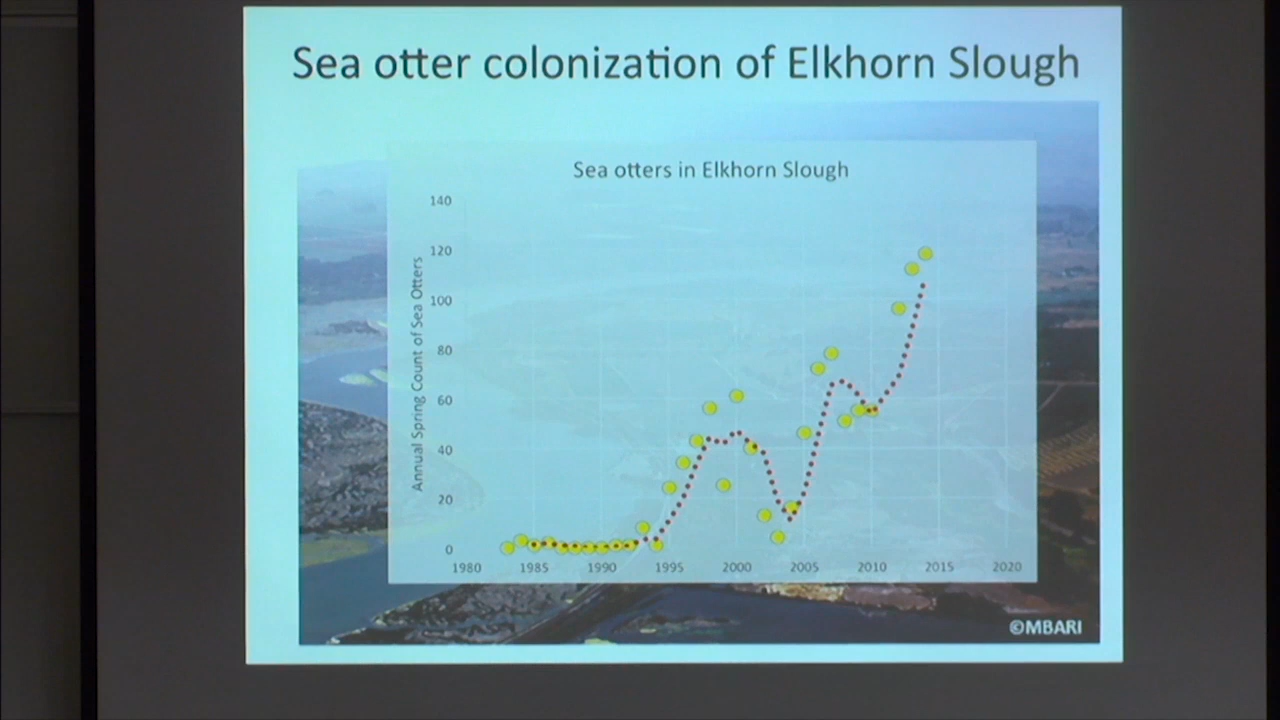 Sea otter colonization of Elkhorn Slough
Sea otters in Elkhorn Slough
Annual Spring Count of Sea Otters
140
120
100
80
60
40
20
0
1980 1985 1990 1995 2000 2005 2010 2015 2020
©MBARI